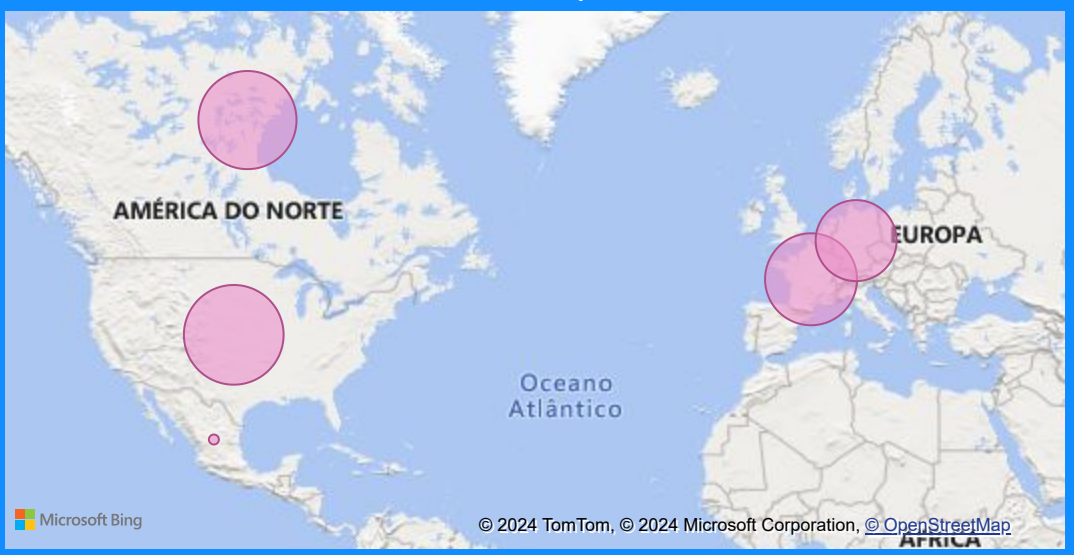 AMÉRICA DO NORTE
EUROPA
Oceano
Atlântico
Microsoft Bing
© 2024 TomTom, © 2024 Microsoft Corporation, © OpenStreetMap
ÁFRICA